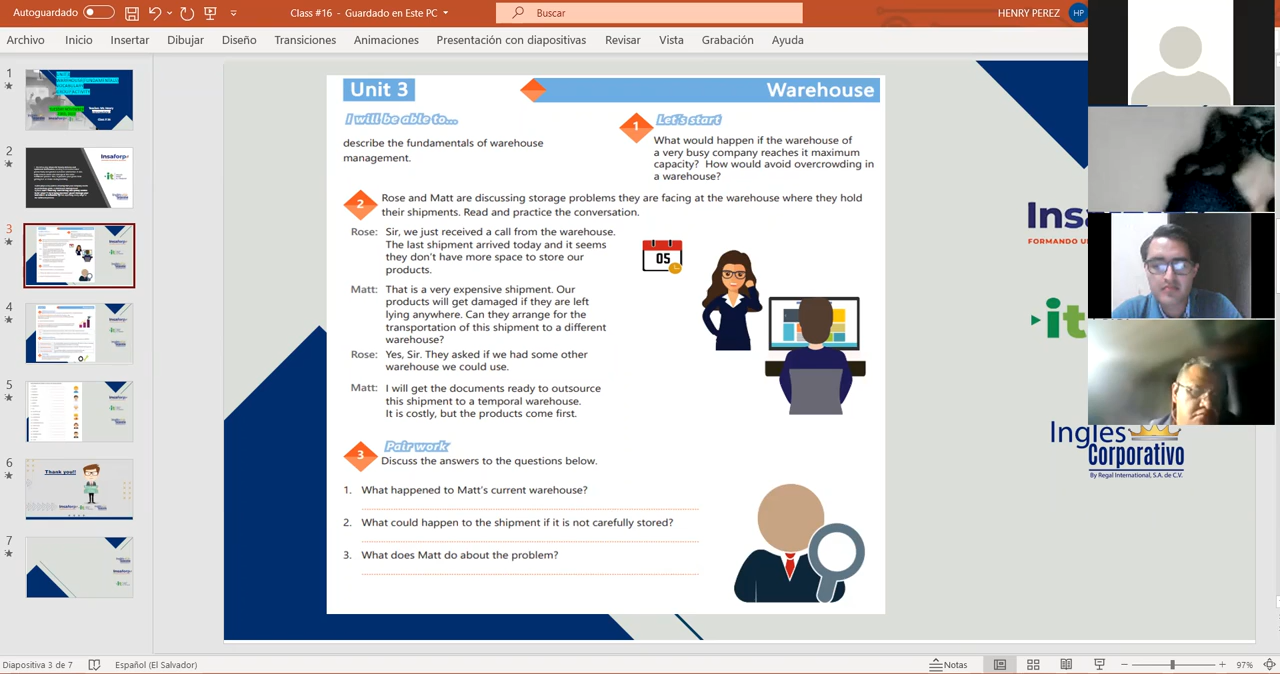 Autoguardado
Class #16 - Guardado en Este PC
Buscar
HENRY PEREZ
HP
Archivo Inicio Insertar Dibujar Diseño Transiciones Animaciones Presentación con diapositivas Revisar Vista Grabación Ayuda
1
2
3
4
5
6
Thank you!!
7
Unit 3
Warehouse
I will be able to...
describe the fundamentals of warehouse
management.
1
Let's start
What would happen if the warehouse of
a very busy company reaches it maximum
capacity? How would avoid overcrowding in
a warehouse?
2
Rose and Matt are discussing storage problems they are facing at the warehouse where they hold
their shipments. Read and practice the conversation.
Rose: Sir, we just received a call from the warehouse.
The last shipment arrived today and it seems
they don't have more space to store our
products.
Matt: That is a very expensive shipment. Our
products will get damaged if they are left
lying anywhere. Can they arrange for the
transportation of this shipment to a different
warehouse?
Rose: Yes, Sir. They asked if we had some other
warehouse we could use.
Matt: I will get the documents ready to outsource
this shipment to a temporal warehouse.
It is costly, but the products come first.
05
3
Pair work
Discuss the answers to the questions below.
1. What happened to Matt's current warehouse?
2. What could happen to the shipment if it is not carefully stored?
3. What does Matt do about the problem?
Insa
FORMANDO U
it
Ingles
Corporativo
By Regal International, S.A. de C.V.
Diapositiva 3 de 7
Español (El Salvador)
Notas
97%